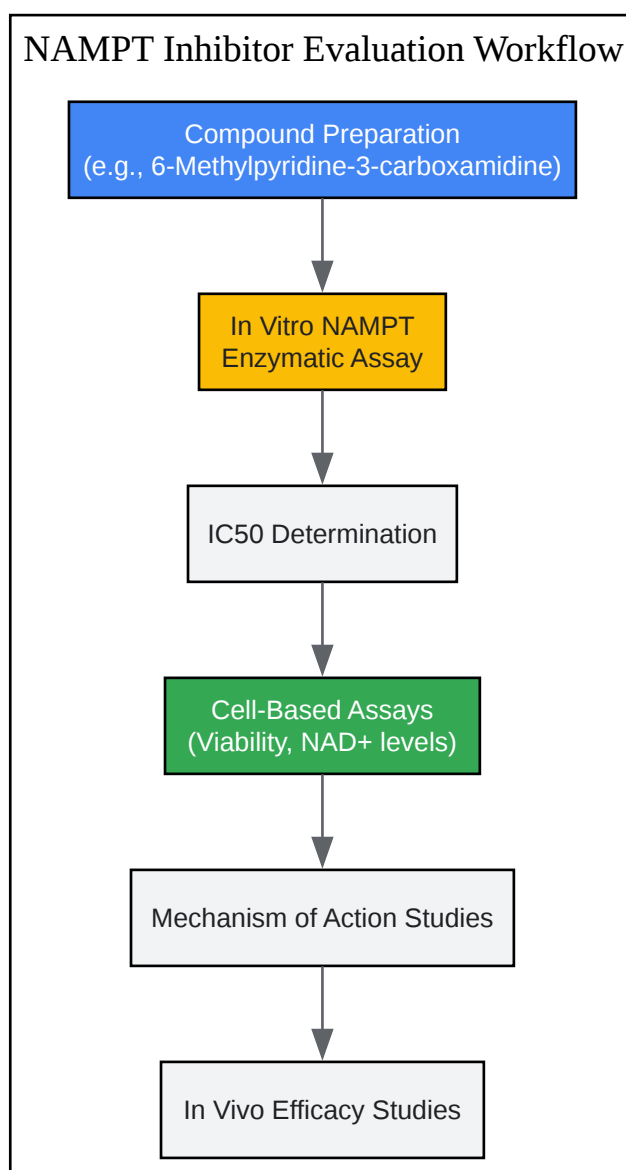 NAMPT Inhibitor Evaluation Workflow
Compound Preparation
(e.g., 6-Methylpyridine-3-carboxamidine)
In Vitro NAMPT
Enzymatic Assay
IC50 Determination
Cell-Based Assays
(Viability, NAD+ levels)
Mechanism of Action Studies
In Vivo Efficacy Studies